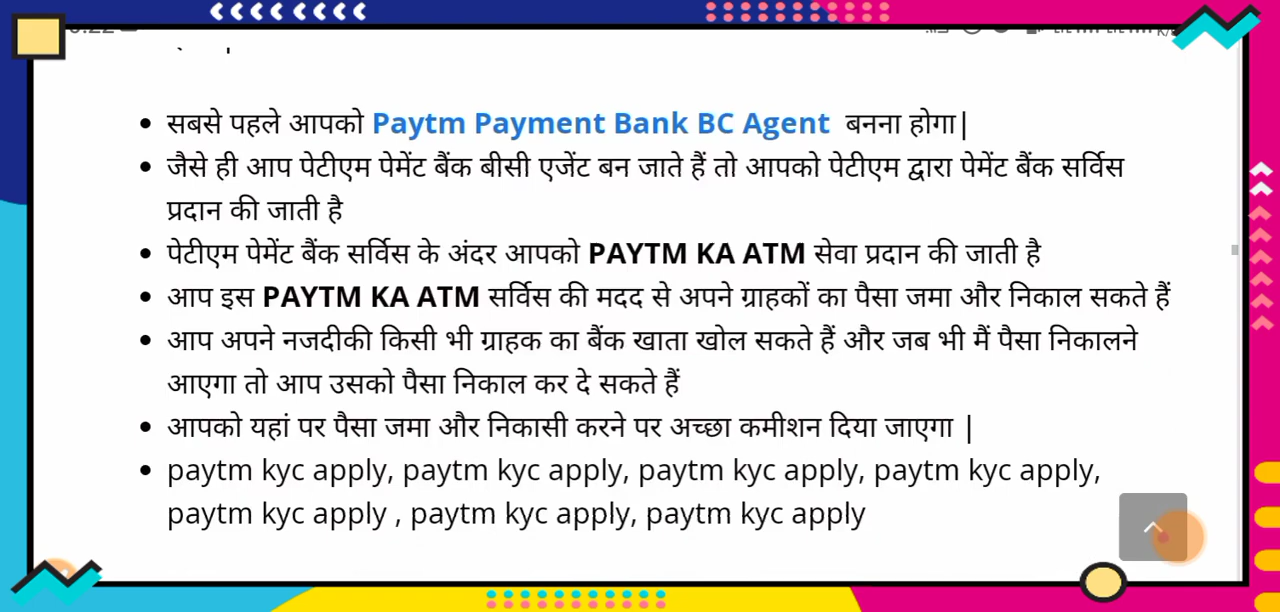 सबसे पहले आपको Paytm Payment Bank BC Agent बनना होगा|
जैसे ही आप पेटीएम पेमेंट बैंक बीसी एजेंट बन जाते हैं तो आपको पेटीएम द्वारा पेमेंट बैंक सर्विस
प्रदान की जाती है
पेटीएम पेमेंट बैंक सर्विस के अंदर आपको PAYTM KA ATM सेवा प्रदान की जाती है
आप इस PAYTM KA ATM सर्विस की मदद से अपने ग्राहकों का पैसा जमा और निकाल सकते हैं
आप अपने नजदीकी किसी भी ग्राहक का बैंक खाता खोल सकते हैं और जब भी मैं पैसा निकालने
आएगा तो आप उसको पैसा निकाल कर दे सकते हैं
आपको यहां पर पैसा जमा और निकासी करने पर अच्छा कमीशन दिया जाएगा |
paytm kyc apply, paytm kyc apply, paytm kyc apply, paytm kyc apply,
paytm kyc apply , paytm kyc apply, paytm kyc apply